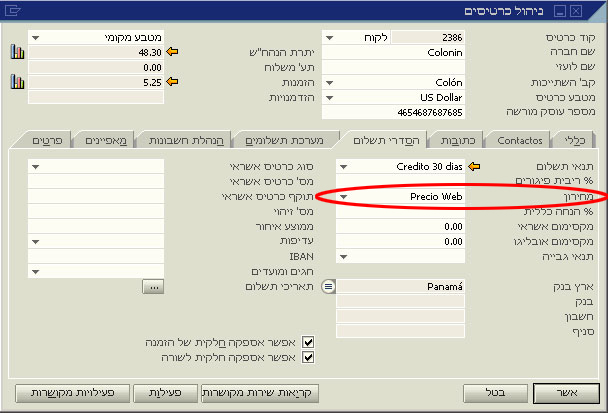 ניהול כרטיסים
קוד כרטיס 2386 לקוח
שם חברה Colonin
שם לועזי
קב' השתייכות Colón
מטבע כרטיס US Dollar
מספר עוסק מורשה 4654687687685
מטבע מקומי
יתרת הנהח"ש 48.30
תע' משלוח 0.00
הזמנות 5.25
הזדמנויות
כללי Contactos כתובות הסדרי תשלום מערכת תשלומים הנהלת חשבונות מאפיינים פרטים
תנאי תשלום Credito 30 dias
% ריבית פיגורים
מחירון Precio Web
% הנחה כללית
מקסימום אשראי 0.00
מקסימום אובליגו 0.00
תנאי גבייה
ארץ בנק Panamá
בנק
חשבון
סניף
סוג כרטיס אשראי
מס' כרטיס אשראי
תוקף כרטיס אשראי
מס' זיהוי
ממוצע איחור
עדיפות
IBAN
חגים ומועדים
תאריכי תשלום ...
אפשר אספקה חלקית של הזמנה
אפשר אספקה חלקית לשורה
אשר בטל קריאות שירות מקושרות פעילות פעילויות מקושרות